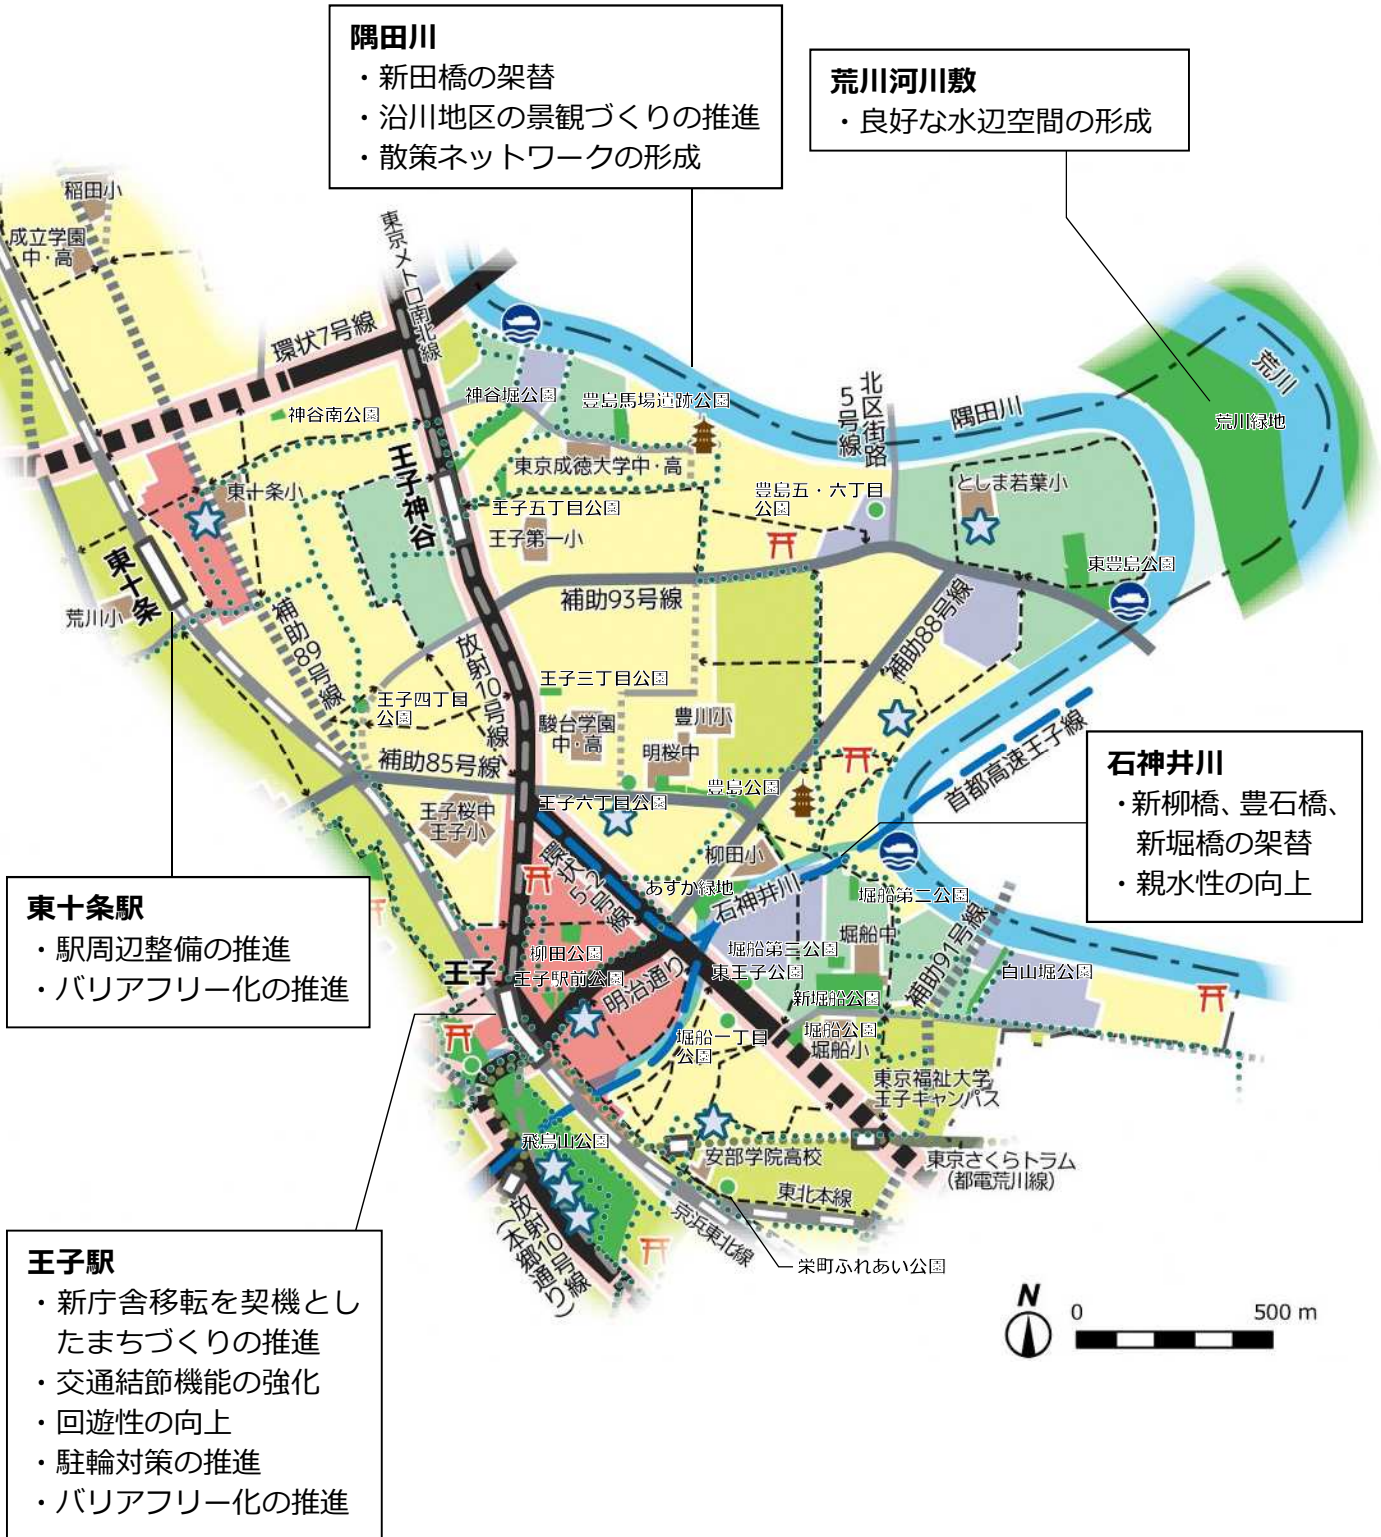 隅田川
・新田橋の架替
・沿川地区の景観づくりの推進
・散策ネットワークの形成
荒川河川敷
・良好な水辺空間の形成
稲田小
成立学園
中・高
東京メトロ南北線
環状7号線
神谷南公園
神谷堀公園
豊島馬場遺跡公園
北区街路
5号線
隅田川
荒川
荒川緑地
東十条小
王子神谷
東京成徳大学中・高
王子五丁目公園
王子第一小
豊島五・六丁目
公園
としま若葉小
東豊島公園
東十条
荒川小
補助89号線
補助93号線
補助88号線
放射10号線
王子三丁目公園
王子四丁目
公園
駿台学園
中・高
豊川小
明桜中
補助85号線
豊島公園
首都高速王子線
王子桜中
王子小
王子六丁目公園
石神井川
・新柳橋、豊石橋、
新堀橋の架替
・親水性の向上
環状5-2号線
柳田小
あすか緑地
石神井川
堀船第二公園
東十条駅
・駅周辺整備の推進
・バリアフリー化の推進
王子
柳田公園
王子駅前公園
明治通り
堀船第三公園
東王子公園
堀船中
新堀船公園
補助91号線
白山堀公園
堀船一丁目
公園
堀船公園
堀船小
東京福祉大学
王子キャンパス
飛鳥山公園
安部学院高校
東京さくらトラム
(都電荒川線)
東北本線
京浜東北線
放射10号線
(本郷通り)
栄町ふれあい公園
王子駅
・新庁舎移転を契機とし
たまちづくりの推進
・交通結節機能の強化
・回遊性の向上
・駐輪対策の推進
・バリアフリー化の推進
N
0 500 m